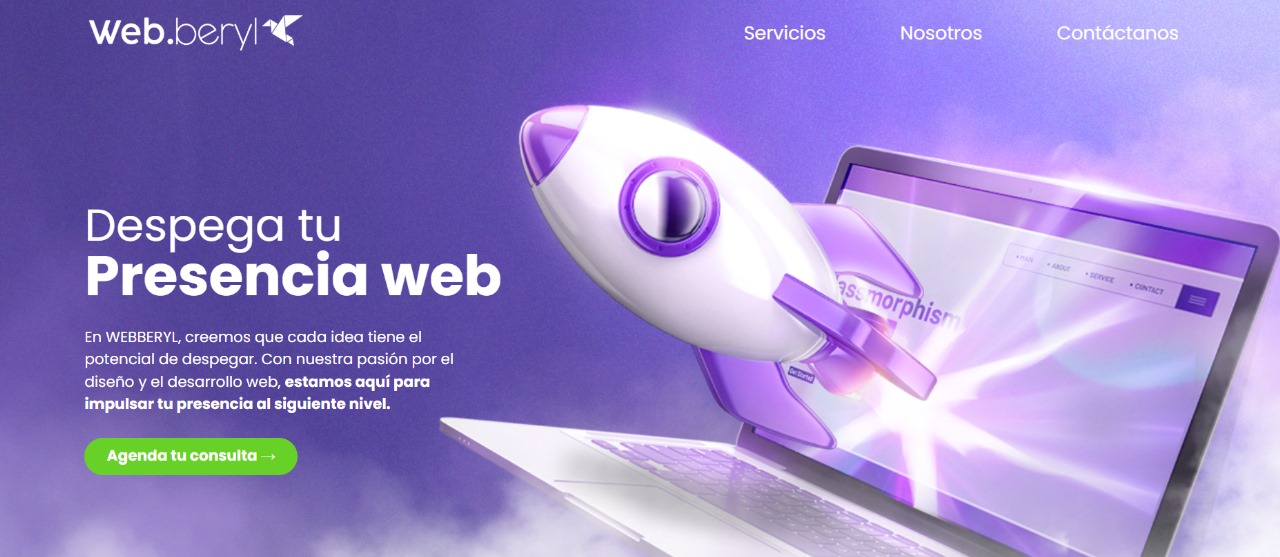 web.beryl
Servicios
Nosotros
Contáctanos
Despega tu
Presencia web
En WEBBERYL, creemos que cada idea tiene el
potencial de despegar. Con nuestra pasión por el
diseño y el desarrollo web, estamos aquí para
impulsar tu presencia al siguiente nivel.
Agenda tu consulta →
• MAIN
• ABOUT
• SERVICE
• CONTACT
assmorphism
Get Started